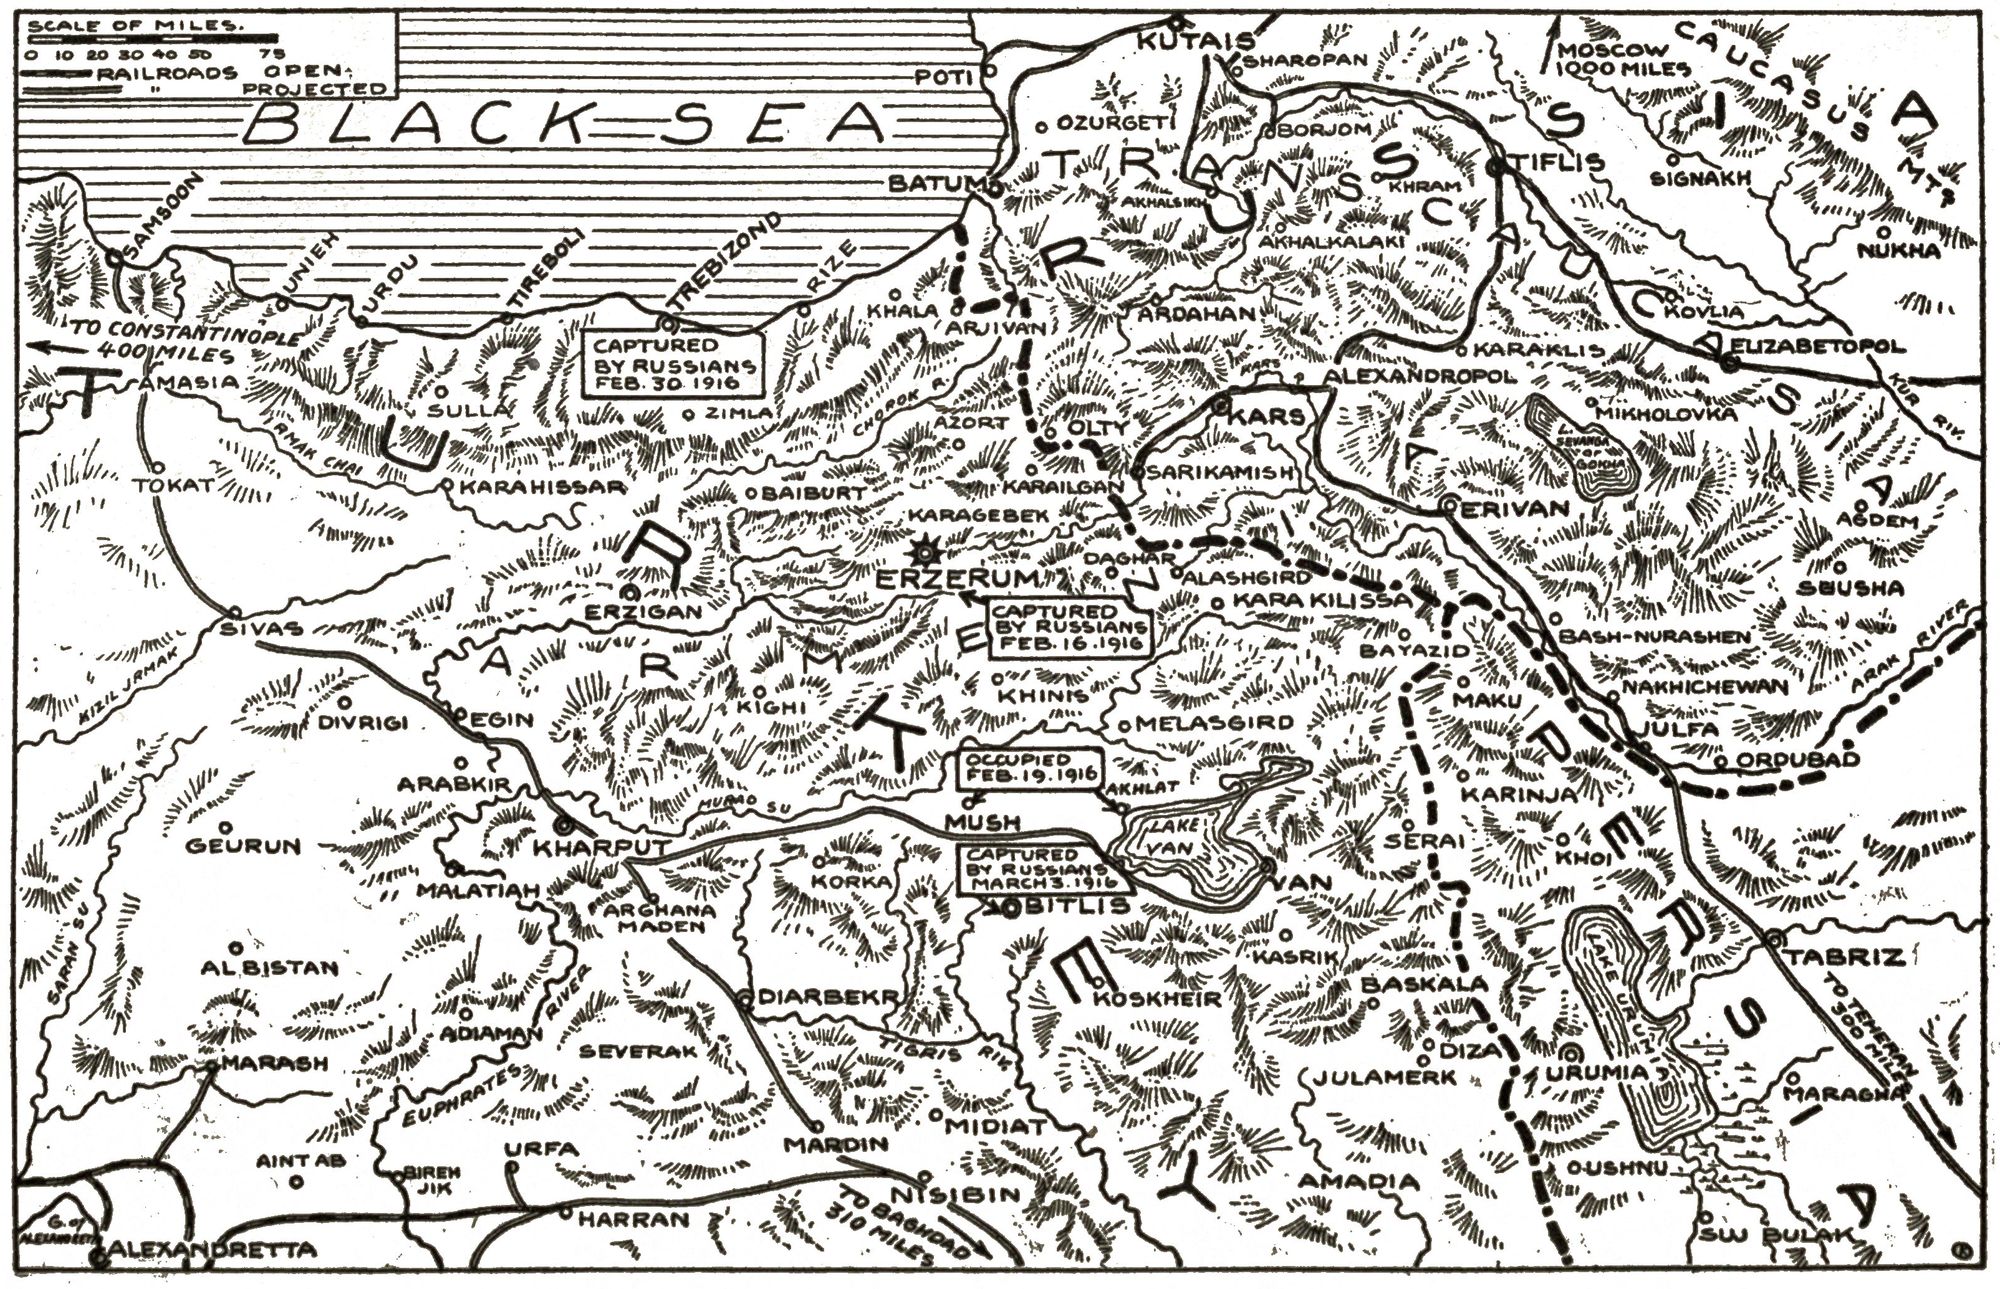 SCALE OF MILES.
0 10 20 30 40 50 75
RAILROADS OPEN.
" PROJECTED
BLACK SEA
POTI
KUTAIS
SHAROPAN
MOSCOW
1000 MILES
CAUCASUS MTS
OZURGETI
BORJOM
TIFLIS
SIGNAKH
BATUM
AKHALSIKH
KHRAM
RUSSIA
TRANSCAUCASIA
AKHALKALAKI
NUKHA
SAMSOON
UNIEH
URDU
TIREBOLI
TREBIZOND
RIZE
KHALA
ARJIVAN
ARDAHAN
KOVLIA
TO CONSTANTINOPLE
400 MILES
CAPTURED
BY RUSSIANS
FEB. 30. 1916
KARAKLIS
ELIZABETOPOL
AMASIA
ALEXANDROPOL
KUR RIV.
SULLA
ZIMLA
CHOROK R.
KARS
MIKHOLOVKA
AZORT
OLTY
L.
SEVANGA
OR
GOKHA
IRMAK CHAI
TOKAT
KARAHISSAR
BAIBURT
KARAILGAN
SARIKAMISH
KARAGEBEK
ERIVAN
AGDEM
TURKEY
ERZERUM
DAGHAR
ALASHGIRD
SBUSHA
ERZIGAN
CAPTURED
BY RUSSIANS
FEB. 16. 1916
KARA KILISSA
SIVAS
BASH-NURASHEN
BAYAZID
ARMENIA
KIZIL IRMAK
ARAK RIVER
KHINIS
MAKU
NAKHICHEWAN
DIVRIGI
EGIN
KIGHI
MELASGIRD
JULFA
ORDUBAD
OCCUPIED
FEB. 19. 1916
ARABKIR
AKHLAT
KARINJA
PERSIA
MURAD SU
MUSH
LAKE
VAN
GEURUN
KHARPUT
SERAI
KHOI
CAPTURED
BY RUSSIANS
MARCH 3. 1916
MALATIAH
KORKA
VAN
ARGHANA
MADEN
BITLIS
SARAN SU
ALBISTAN
KASRIK
LAKE URUMIA
TABRIZ
DIARBEKR
KOSKHEIR
BASKALA
TO TEHERAN
300 MILES
ADIAMAN
RIVER
SEVERAK
TIGRIS RIV.
DIZA
MARASH
EUPHRATES
JULAMERK
URUMIA
MARAGHA
MIDIAT
MARDIN
AINTAB
URFA
BIREH
JIK
OUSHNU
AMADIA
NISIBIN
HARRAN
TO BAGHDAD
310 MILES
G. of
ALEXANDRETTA
ALEXANDRETTA
SUJ BULAK